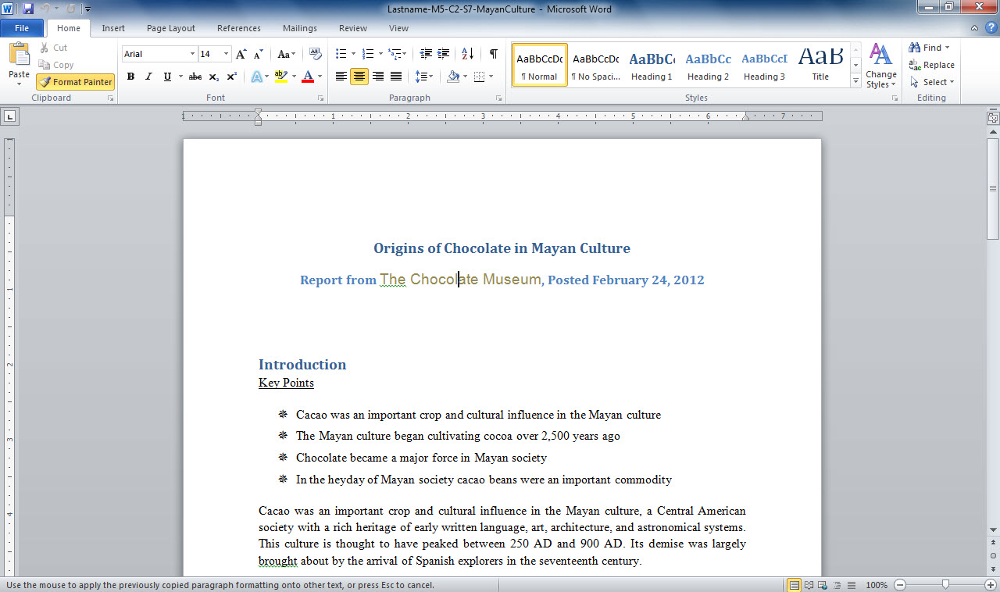 Lastname-M5-C2-S7-MayanCulture - Microsoft Word
File Home Insert Page Layout References Mailings Review View
Paste
Cut
Copy
Format Painter
Clipboard
Arial 14
Font
Paragraph
AaBbCcDc AaBbCcDc AaBbCc AaBbCc AaBbCcI AaB
¶ Normal ¶ No Spaci... Heading 1 Heading 2 Heading 3 Title
Change Styles
Styles
Find
Replace
Select
Editing
1 1 2 3 4 5 6 7
Origins of Chocolate in Mayan Culture
Report from The Chocolate Museum, Posted February 24, 2012
Introduction
Key Points
Cacao was an important crop and cultural influence in the Mayan culture
The Mayan culture began cultivating cocoa over 2,500 years ago
Chocolate became a major force in Mayan society
In the heyday of Mayan society cacao beans were an important commodity
Cacao was an important crop and cultural influence in the Mayan culture, a Central American
society with a rich heritage of early written language, art, architecture, and astronomical systems.
This culture is thought to have peaked between 250 AD and 900 AD. Its demise was largely
brought about by the arrival of Spanish explorers in the seventeenth century.
Use the mouse to apply the previously copied paragraph formatting onto other text, or press Esc to cancel.
100%